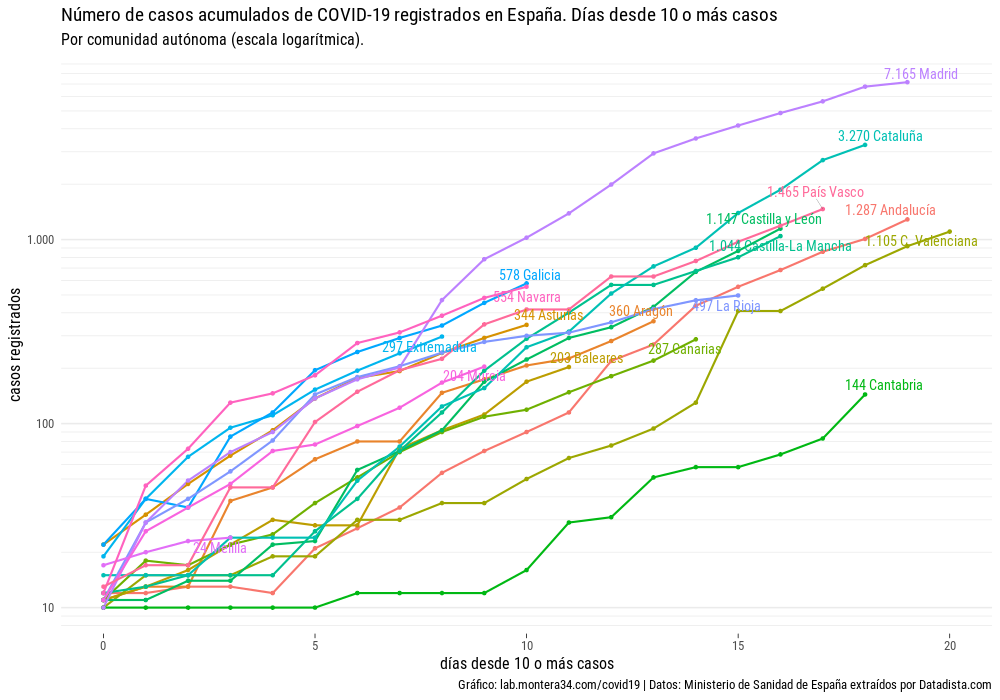 Número de casos acumulados de COVID-19 registrados en España. Días desde 10 o más casos
Por comunidad autónoma (escala logarítmica).
7.165 Madrid
3.270 Cataluña
1.465 País Vasco
1.287 Andalucía
1.147 Castilla y León
1.105 C. Valenciana
1.044 Castilla-La Mancha
578 Galicia
554 Navarra
497 La Rioja
360 Aragón
344 Asturias
297 Extremadura
287 Canarias
203 Baleares
204 Murcia
144 Cantabria
24 Melilla
casos registrados
1.000
100
10
0
5
10
15
20
días desde 10 o más casos
Gráfico: lab.montera34.com/covid19 | Datos: Ministerio de Sanidad de España extraídos por Datadista.com